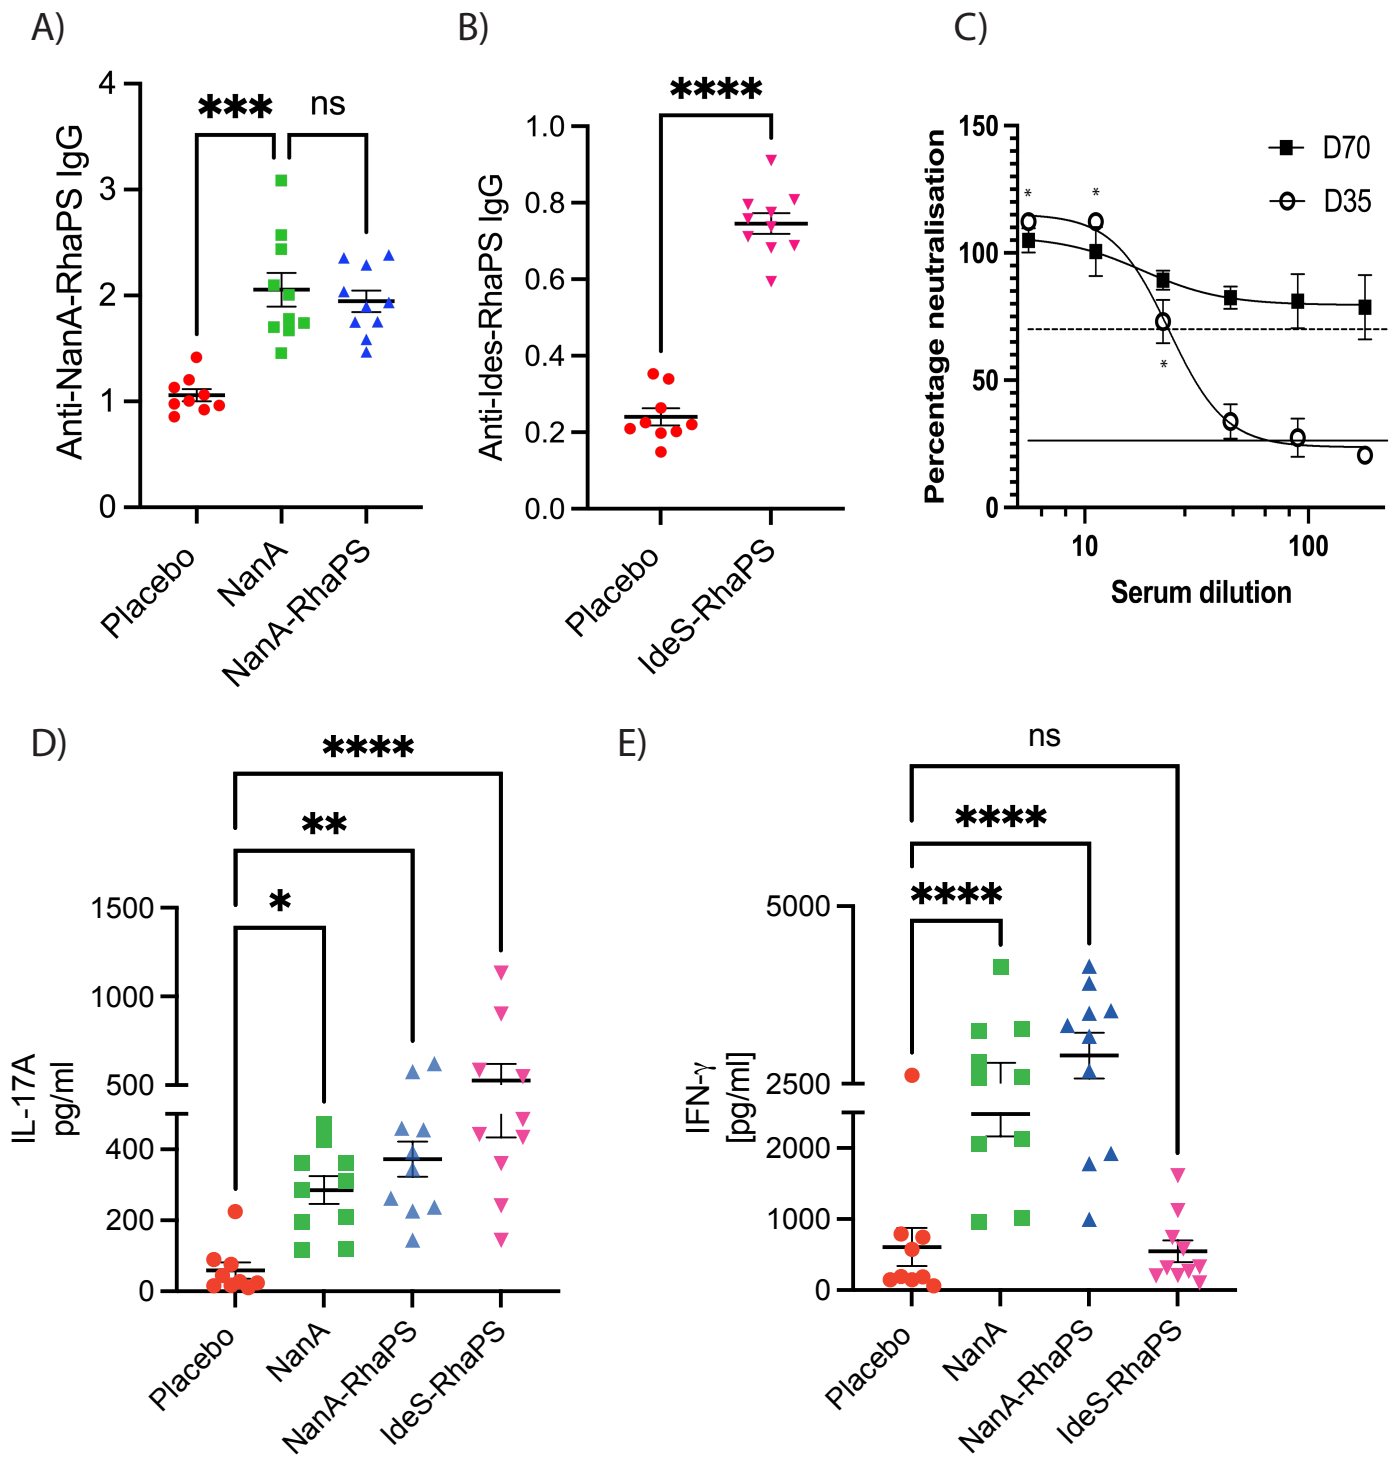 A)
Anti-NanA-RhaPS IgG
4
3
2
1
0
***
ns
Placebo
NanA
NanA-RhaPS
B)
Anti-Ides-RhaPS IgG
1.0
0.8
0.6
0.4
0.2
0.0
****
Placebo
IdeS-RhaPS
C)
Percentage neutralisation
150
100
50
0
*
*
*
D70
D35
10
100
Serum dilution
D)
IL-17A
pg/ml
1500
1000
500
400
200
0
****
**
*
Placebo
NanA
NanA-RhaPS
IdeS-RhaPS
E)
IFN-γ
[pg/ml]
5000
2500
2000
1000
0
ns
****
****
Placebo
NanA
NanA-RhaPS
IdeS-RhaPS